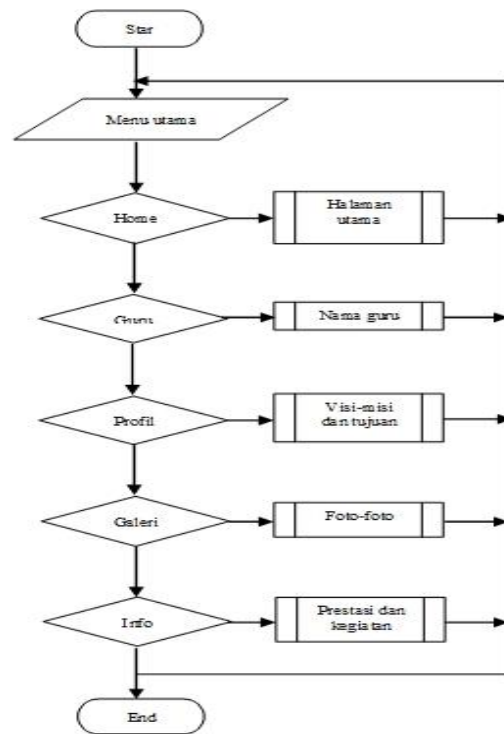 Star
Menu utama
Home
Halaman
utama
Guru
Nama guru
Profil
Visi-misi
dan tujuan
Galeri
Foto-foto
Info
Prestasi dan
kegiatan
End